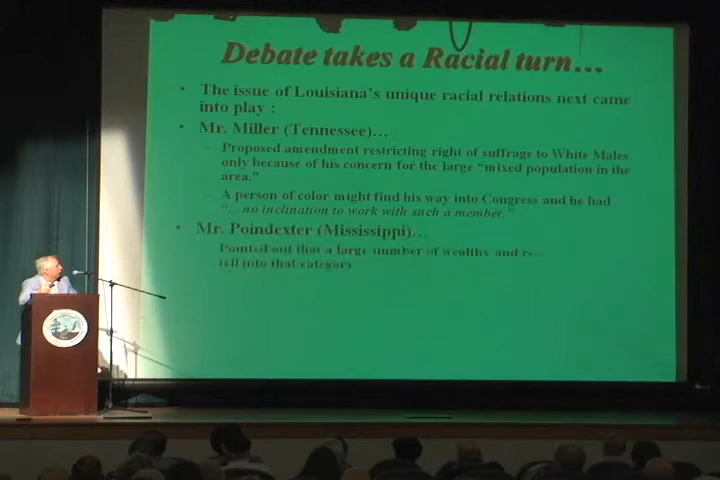 Debate takes a Racial turn…
• The issue of Louisiana's unique racial relations next came
into play :
• Mr. Miller (Tennessee)…
– Proposed amendment restricting right of suffrage to White Males
only because of his concern for the large "mixed population in the
area."
– A person of color might find his way into Congress and he had
"…no inclination to work with such a member."
• Mr. Poindexter (Mississippi)…
Pointed out that a large number of wealthy and
fell into that category